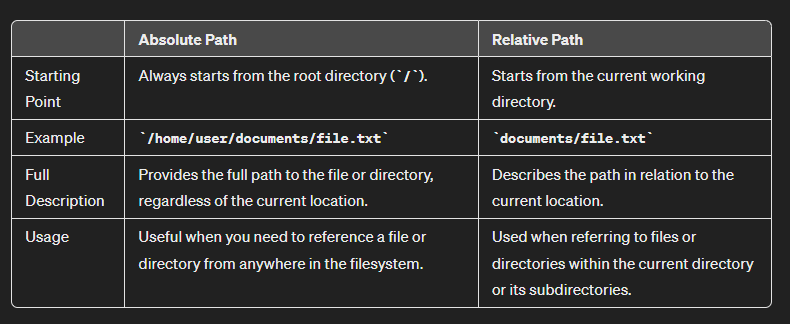 Absolute Path Relative Path
Starting Always starts from the root directory (`/`). Starts from the current working
Point directory.
Example `/home/user/documents/file.txt` `documents/file.txt`
Full Provides the full path to the file or directory, Describes the path in relation to the
Description regardless of the current location. current location.
Usage Useful when you need to reference a file or Used when referring to files or
directory from anywhere in the filesystem. directories within the current directory
or its subdirectories.